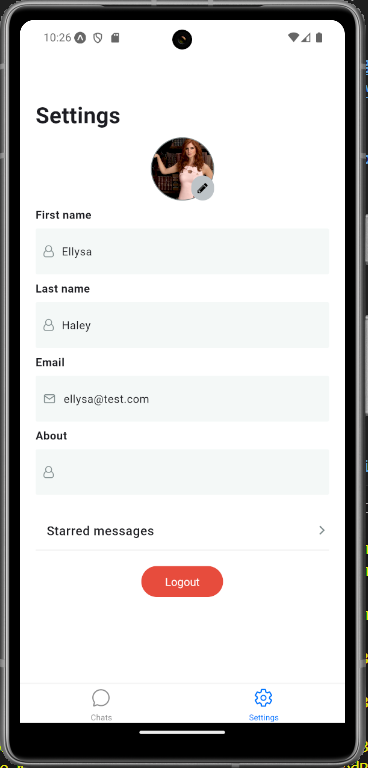 10:26
Settings
First name
Ellysa
Last name
Haley
Email
ellysa@test.com
About
Starred messages
Logout
Chats
Settings